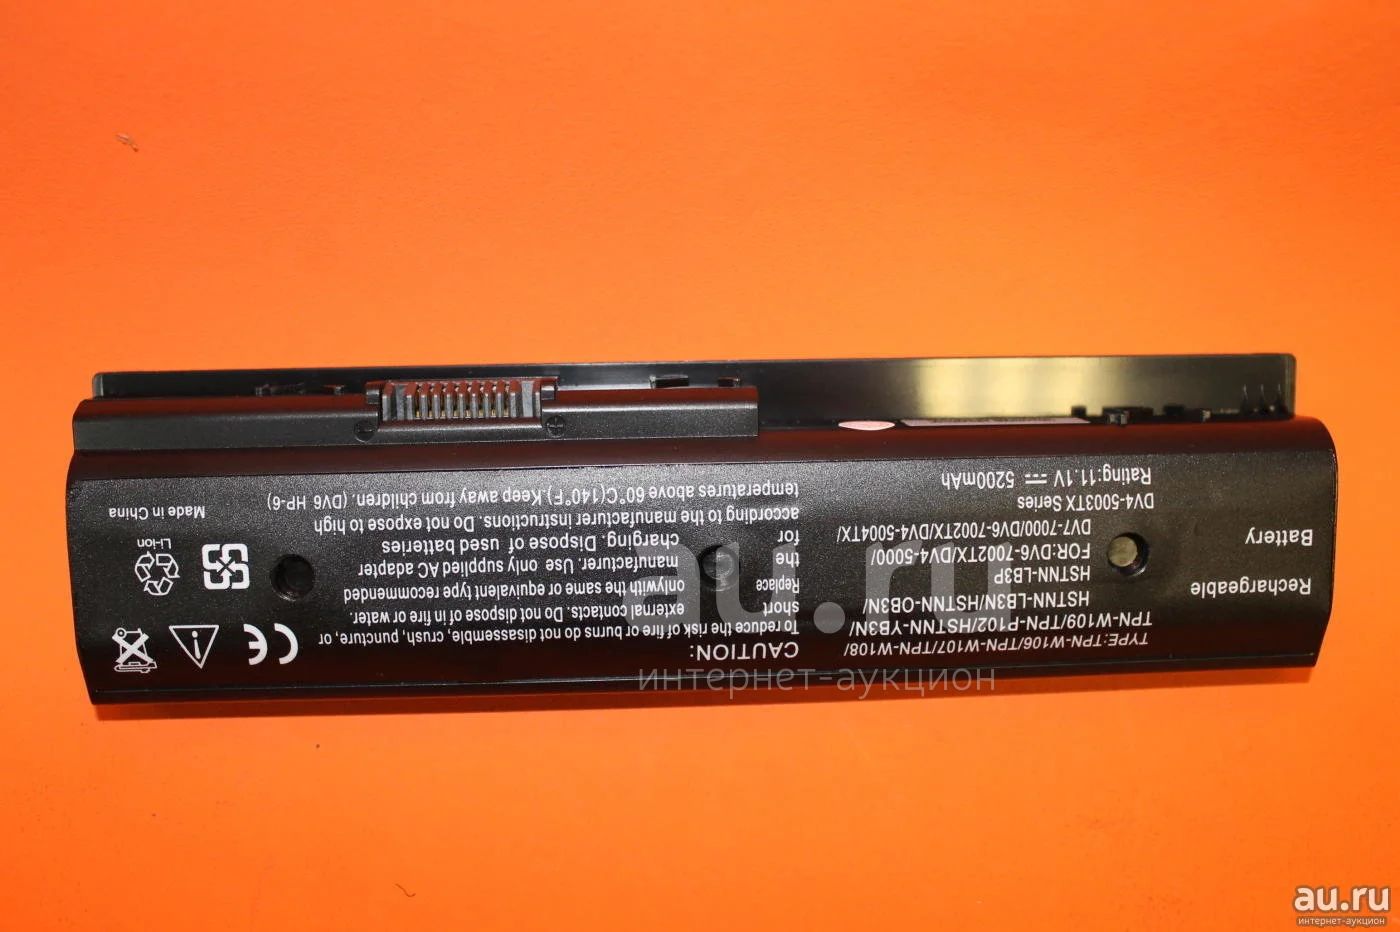 Rechargeable
Battery
TYPE:TPN-W106/TPN-W107/TPN-W108/
TPN-W109/TPN-P102/HSTNN-YB3N/
HSTNN-LB3N/HSTNN-OB3N/
HSTNN-LB3P
FOR:DV6-7002TX/DV4-5000/
DV7-7000/DV6-7002TX/DV4-5004TX/
DV4-5003TX Series
Rating:11.1V 5200mAh
CAUTION:
To reduce the risk of fire or burns do not disassemble, crush, puncture, or
short external contacts. Do not dispose of in fire or water.
Replace onlywith the same or equivalent type recommended
the manufacturer. Use only supplied AC adapter
for charging. Dispose of used batteries
according to the manufacturer instructions. Do not expose to high
temperatures above 60°C(140°F).Keep away from children. (DV6 HP-6)
CE
Li-ion
Made in China
au.ru
интернет-аукцион
au.ru
интернет-аукцион